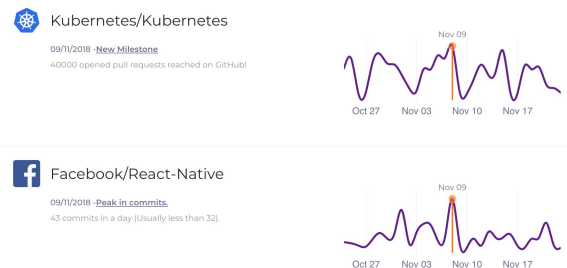 Kubernetes/Kubernetes
09/11/2018 -New Milestone
40000 opened pull requests reached on GitHub!
Nov 09
Oct 27 Nov 03 Nov 10 Nov 17
Facebook/React-Native
09/11/2018 -Peak in commits.
43 commits in a day (Usually less than 32).
Nov 09
Oct 27 Nov 03 Nov 10 Nov 17